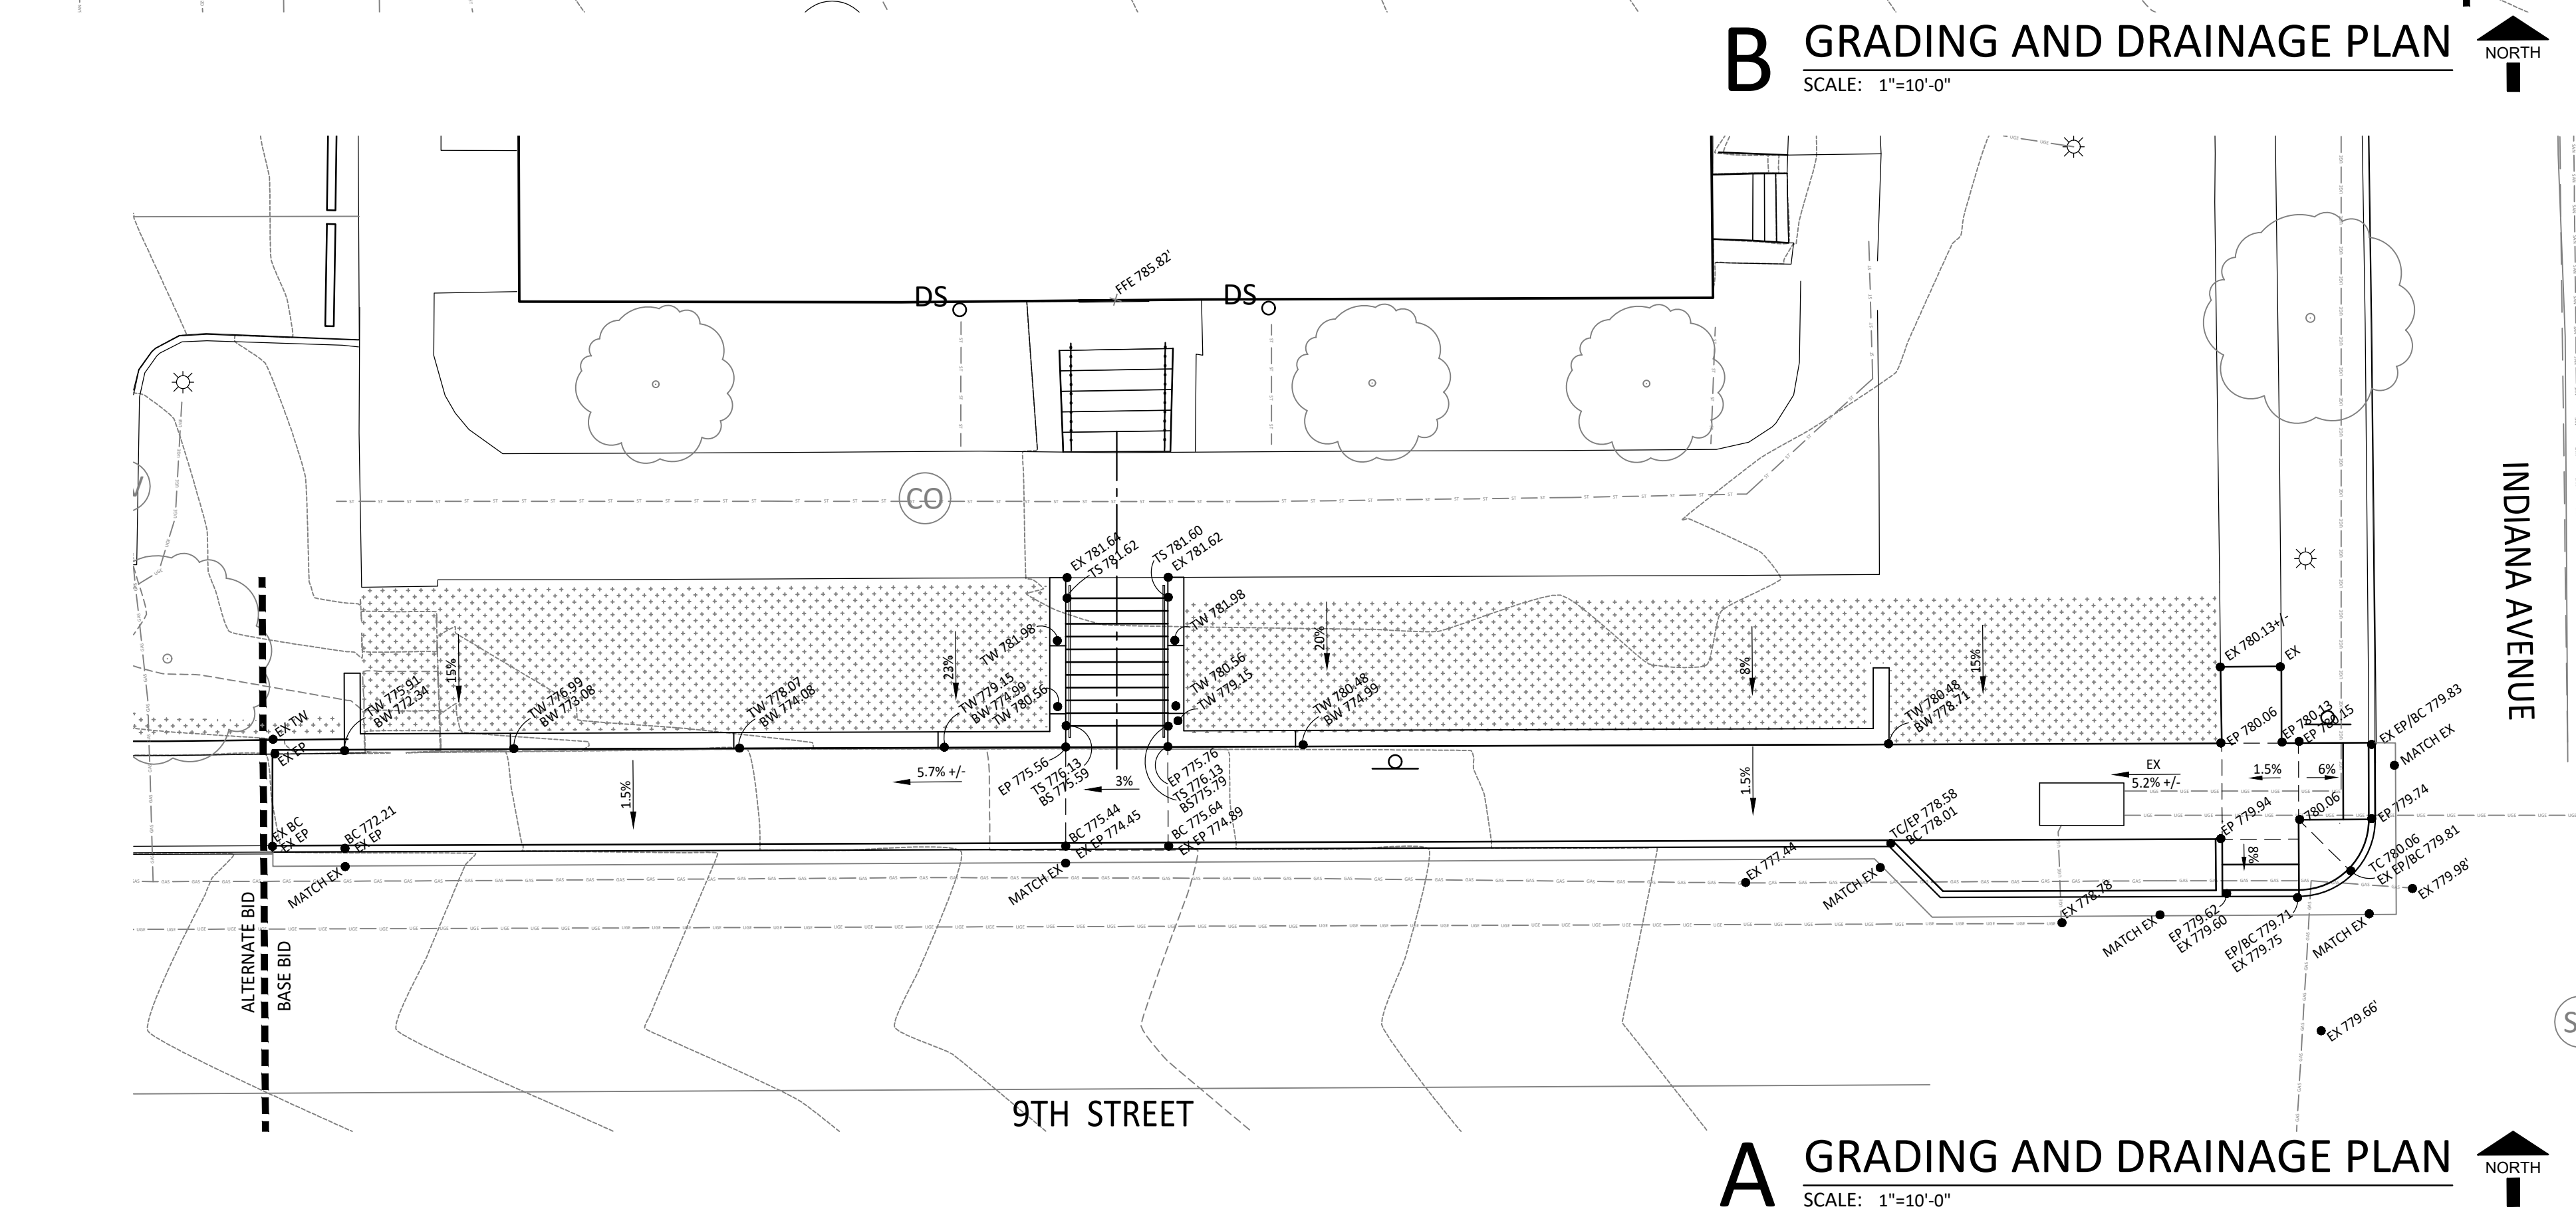 B GRADING AND DRAINAGE PLAN
SCALE: 1"=10'-0"
NORTH
DS
DS
FFE 785.82'
CO
INDIANA AVENUE
EX 781.64
TS 781.62
TS 781.60
EX 781.62
TW 781.98
TW 781.98
15%
23%
20%
8%
15%
EX 780.13+/-
EX
EX TW
EX EP
TW 775.91
BW 772.34
TW 776.99
BW 773.08
TW 778.07
BW 774.08
TW 779.15
BW 774.99
TW 780.56
TW 780.56
TW 779.15
TW 780.48
BW 774.99
TW 780.48
BW 778.71
EP 780.06
EP 780.13
EP 780.15
EX EP/BC 779.83
MATCH EX
1.5%
5.7% +/-
EP 775.56
TS 776.13
BS 775.59
3%
EP 775.76
TS 776.13
BS775.79
1.5%
EX
5.2% +/-
1.5%
6%
EX BC
EX EP
BC 772.21
EX EP
MATCH EX
BC 775.44
EX EP 774.45
MATCH EX
BC 775.64
EX EP 774.89
EX 777.44
TC/EP 778.58
BC 778.01
MATCH EX
EP 779.94
780.06
EP 779.74
8%
TC 780.06
EX EP/BC 779.81
EX 779.98'
EX 778.78
MATCH EX
EP 779.62
EX 779.60
EP/BC 779.71
EX 779.75
MATCH EX
EX 779.66'
ALTERNATE BID
BASE BID
9TH STREET
S
A GRADING AND DRAINAGE PLAN
SCALE: 1"=10'-0"
NORTH